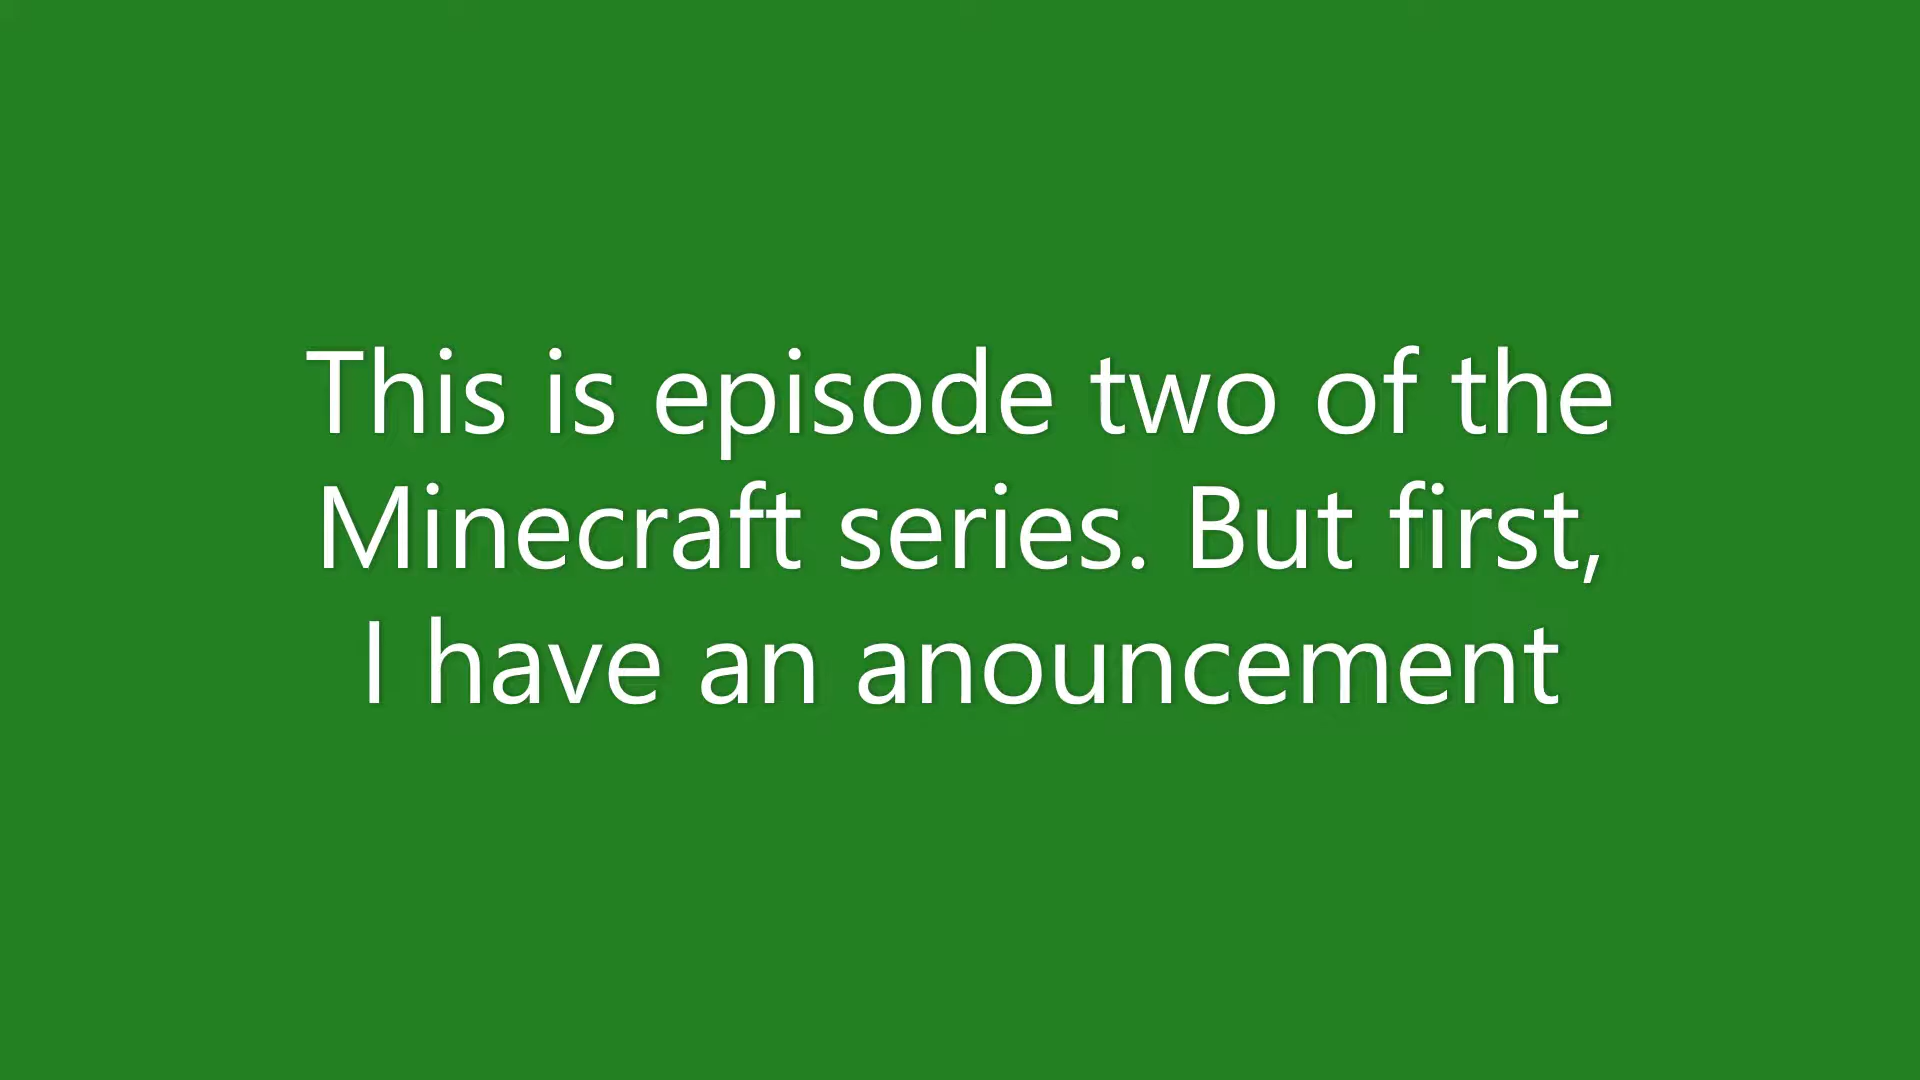 This is episode two of the
Minecraft series. But first,
I have an anouncement